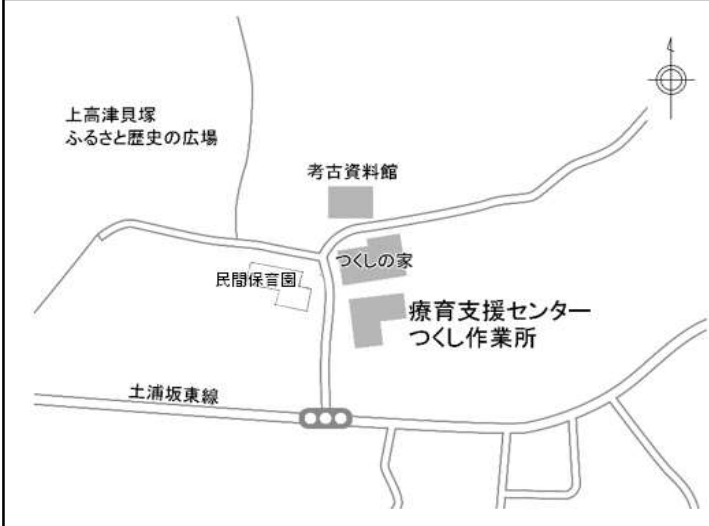 上高津貝塚
ふるさと歴史の広場
考古資料館
つくしの家
民間保育園
療育支援センター
つくし作業所
土浦坂東線